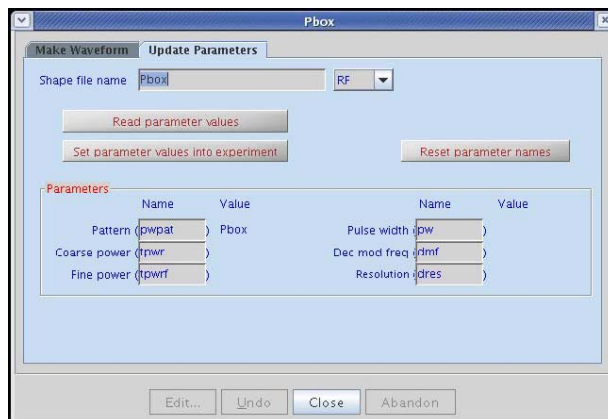 Pbox
Make Waveform Update Parameters
Shape file name Pbox RF
Read parameter values
Set parameter values into experiment Reset parameter names
Parameters
Name Value Name Value
Pattern (pwpat) Pbox Pulse width (pw)
Coarse power (tpwr) Dec mod freq (dmf)
Fine power (tpwrf) Resolution (dres)
Edit... Undo Close Abandon